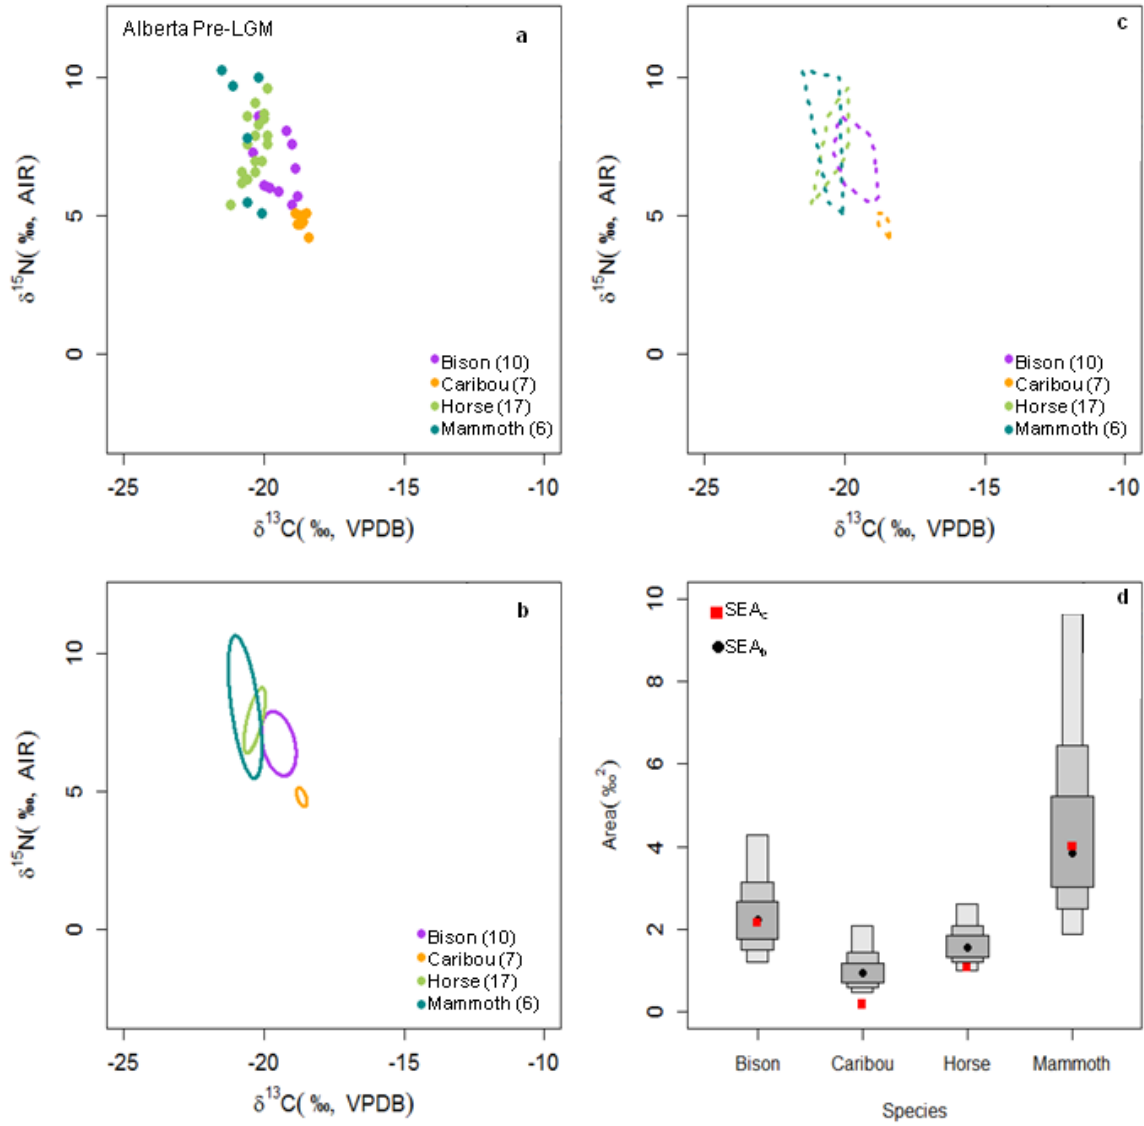 Alberta Pre-LGM
a
10
5
0
δ¹⁵N(‰, AIR)
Bison (10)
Caribou (7)
Horse (17)
Mammoth (6)
-25 -20 -15 -10
δ¹³C(‰, VPDB)
c
10
5
0
δ¹⁵N(‰, AIR)
Bison (10)
Caribou (7)
Horse (17)
Mammoth (6)
-25 -20 -15 -10
δ¹³C(‰, VPDB)
b
10
5
0
δ¹⁵N(‰, AIR)
Bison (10)
Caribou (7)
Horse (17)
Mammoth (6)
-25 -20 -15 -10
δ¹³C(‰, VPDB)
d
SEAc
SEAb
10
8
6
4
2
0
Area(‰²)
Bison Caribou Horse Mammoth
Species